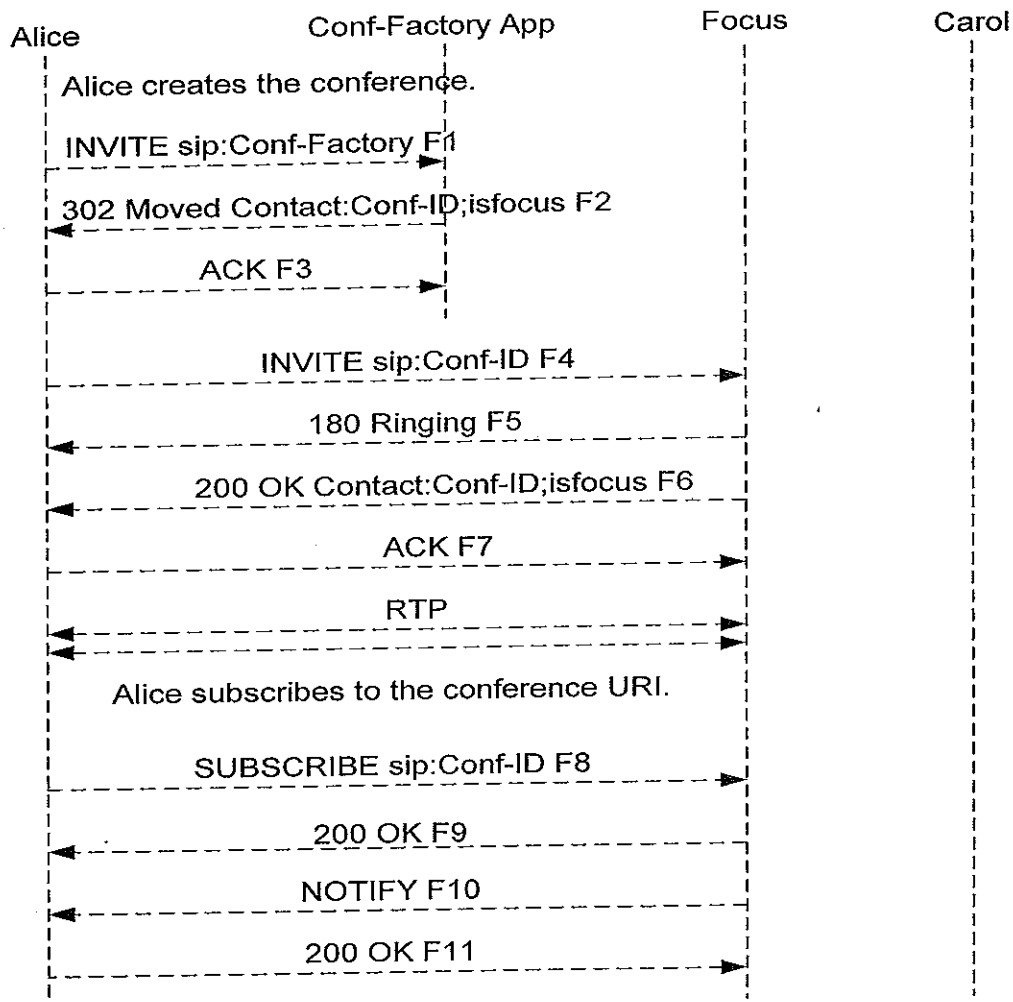 Alice Conf-Factory App Focus Carol
Alice creates the conference.
INVITE sip:Conf-Factory F1
302 Moved Contact:Conf-ID;isfocus F2
ACK F3
INVITE sip:Conf-ID F4
180 Ringing F5
200 OK Contact:Conf-ID;isfocus F6
ACK F7
RTP
Alice subscribes to the conference URI.
SUBSCRIBE sip:Conf-ID F8
200 OK F9
NOTIFY F10
200 OK F11